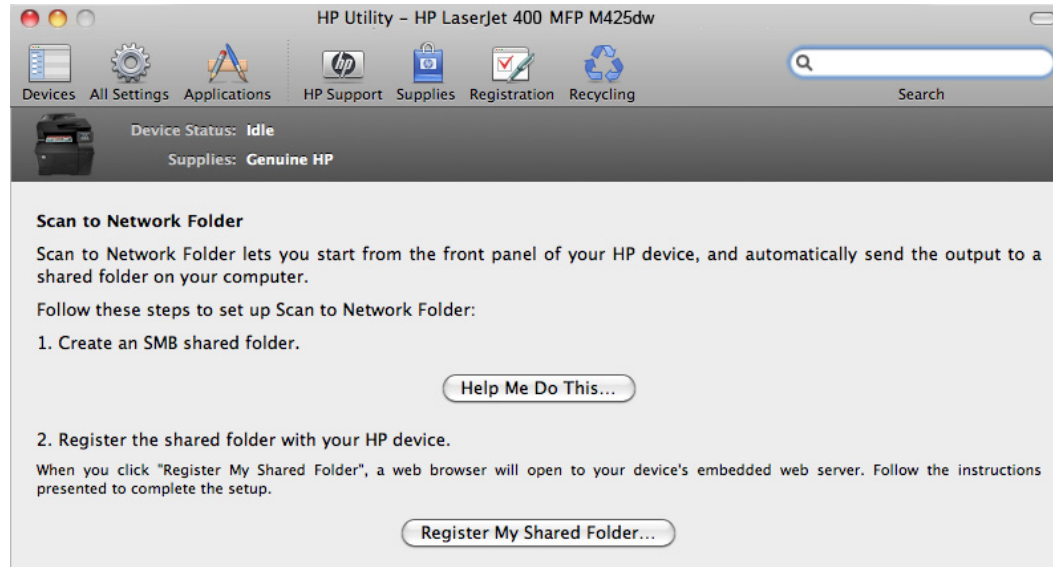 HP Utility – HP LaserJet 400 MFP M425dw
Devices All Settings Applications HP Support Supplies Registration Recycling Search
Device Status: Idle
Supplies: Genuine HP
Scan to Network Folder
Scan to Network Folder lets you start from the front panel of your HP device, and automatically send the output to a
shared folder on your computer.
Follow these steps to set up Scan to Network Folder:
1. Create an SMB shared folder.
Help Me Do This...
2. Register the shared folder with your HP device.
When you click "Register My Shared Folder", a web browser will open to your device's embedded web server. Follow the instructions
presented to complete the setup.
Register My Shared Folder...